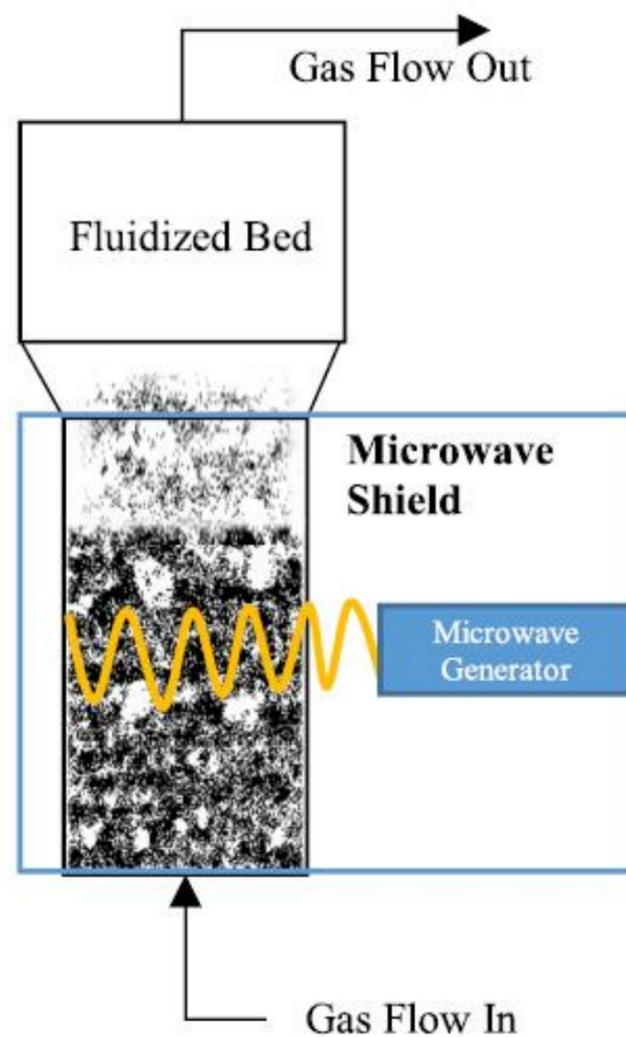 Gas Flow Out
Fluidized Bed
Microwave
Shield
Microwave
Generator
Gas Flow In